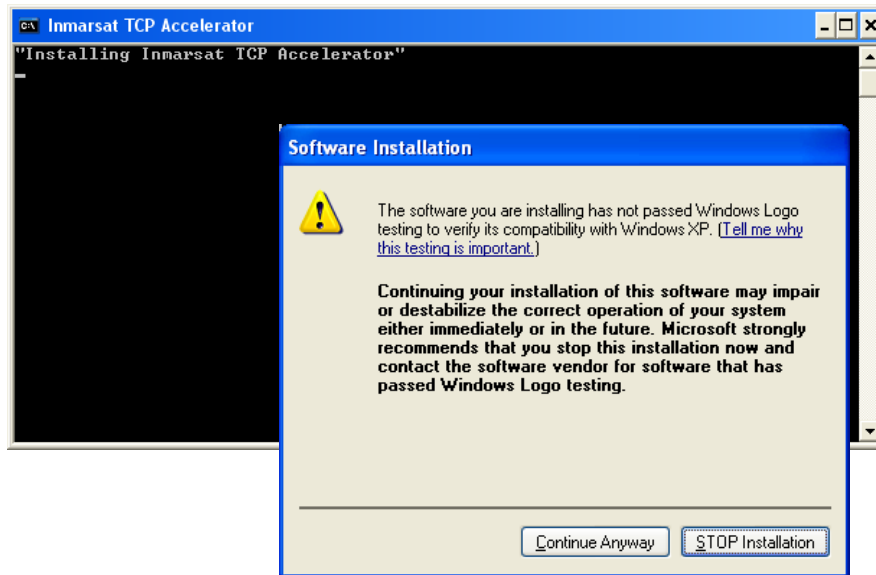 Inmarsat TCP Accelerator
"Installing Inmarsat TCP Accelerator"
Software Installation
The software you are installing has not passed Windows Logo
testing to verify its compatibility with Windows XP. (Tell me why
this testing is important.)
Continuing your installation of this software may impair
or destabilize the correct operation of your system
either immediately or in the future. Microsoft strongly
recommends that you stop this installation now and
contact the software vendor for software that has
passed Windows Logo testing.
Continue Anyway
STOP Installation